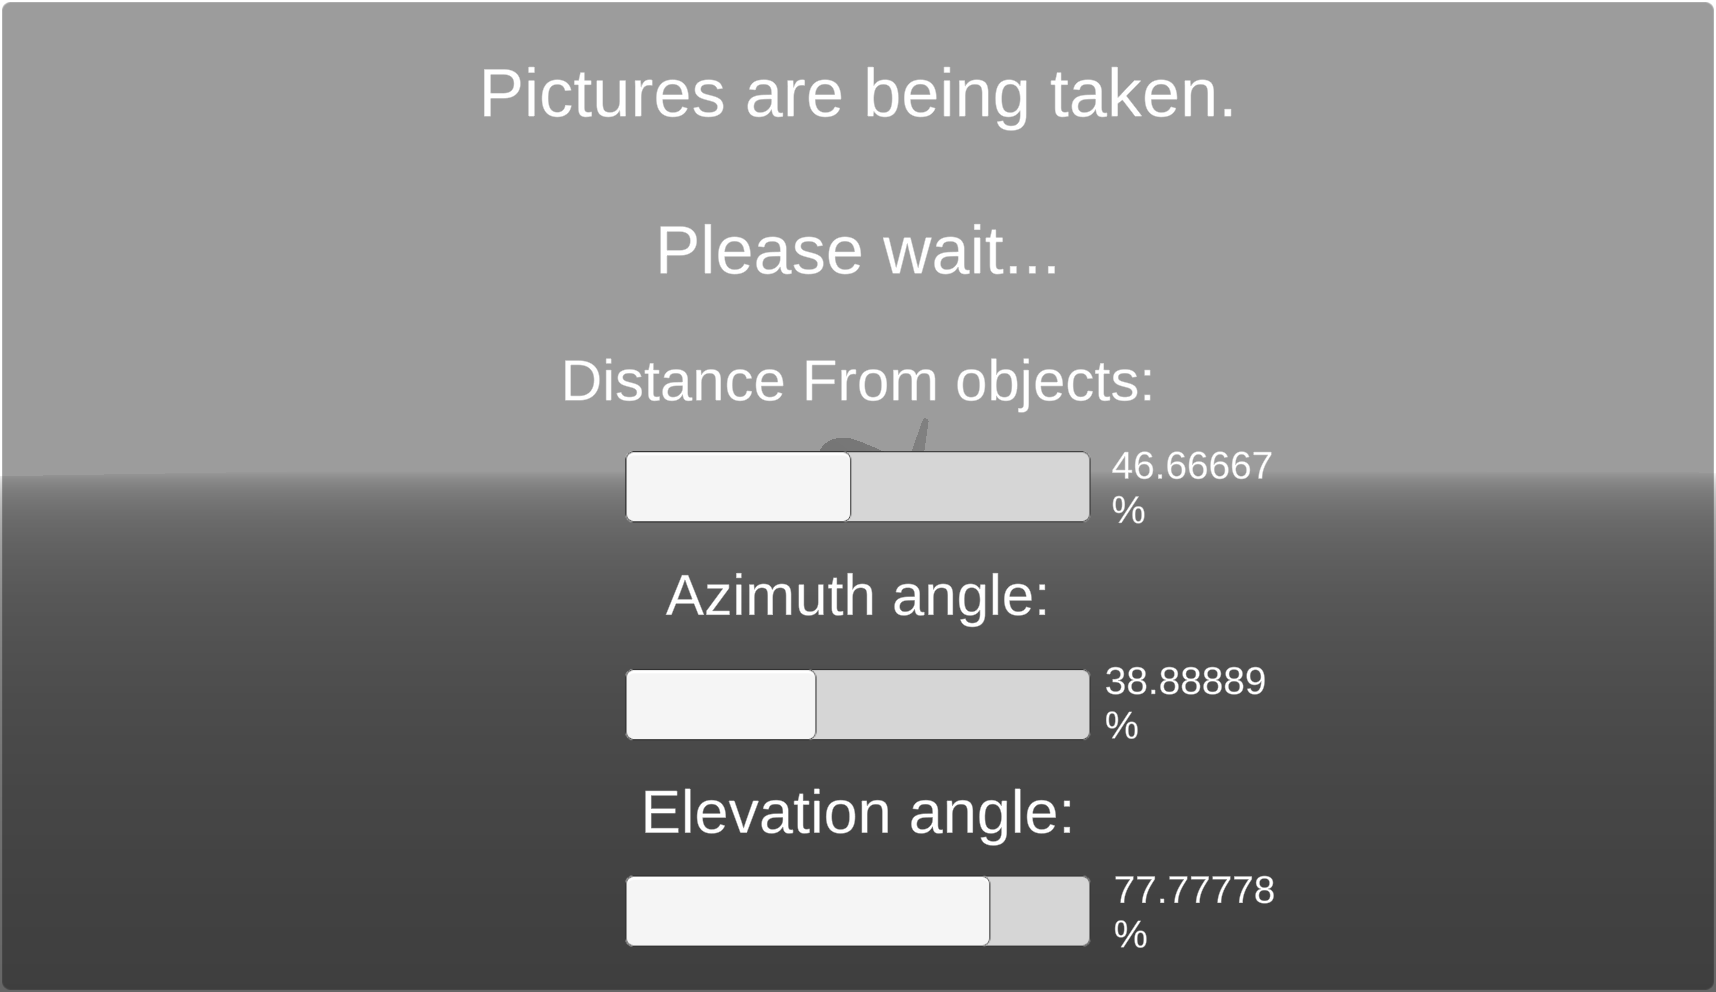 Pictures are being taken.
Please wait...
Distance From objects:
46.66667
%
Azimuth angle:
38.88889
%
Elevation angle:
77.77778
%